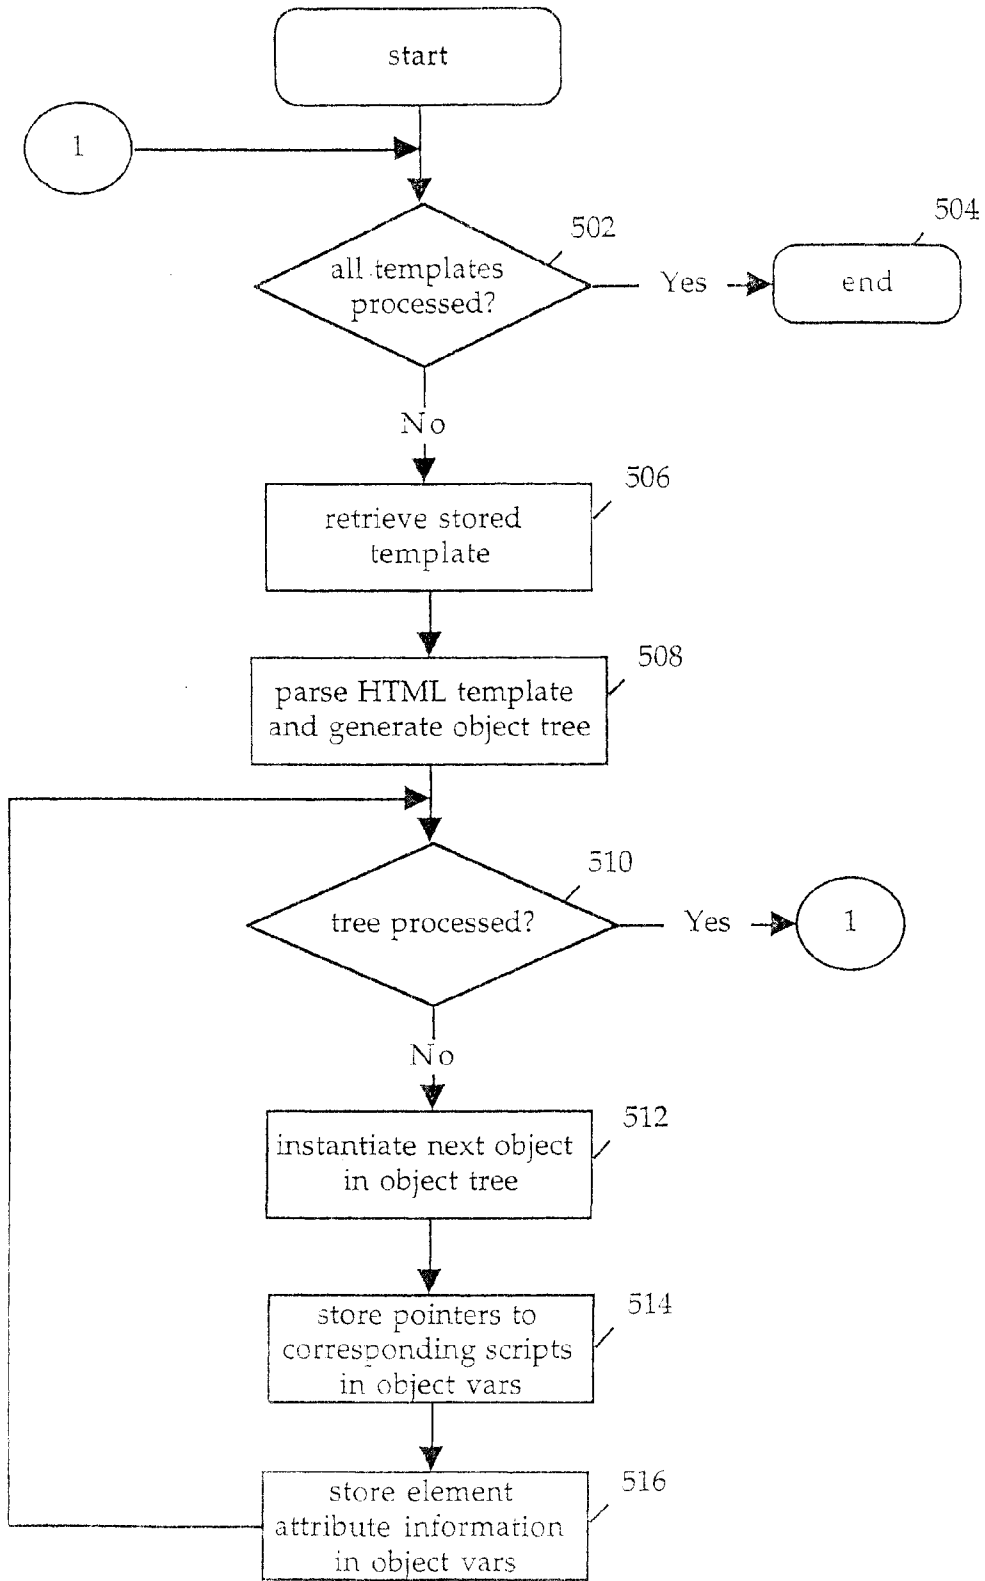 start
1
502
504
all templates
processed?
Yes
end
No
506
retrieve stored
template
508
parse HTML template
and generate object tree
510
tree processed?
Yes
1
No
512
instantiate next object
in object tree
514
store pointers to
corresponding scripts
in object vars
516
store element
attribute information
in object vars